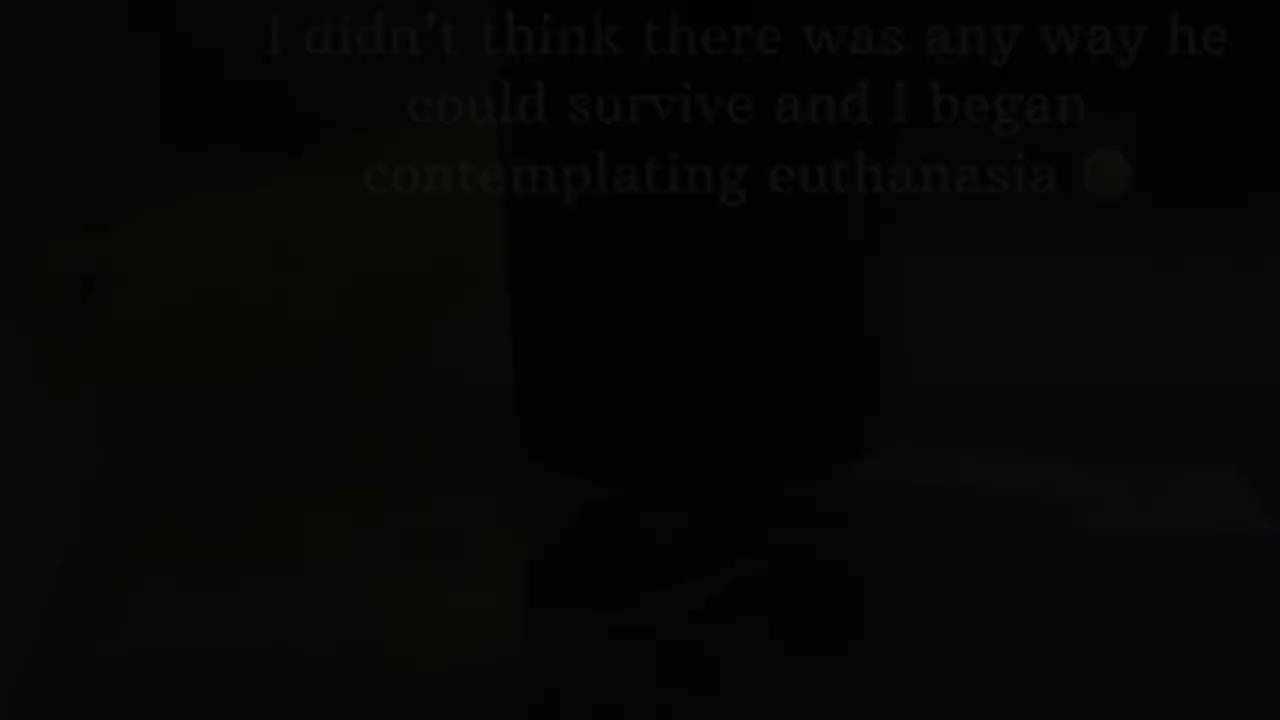 I didn't think there was any way he
could survive and I began
contemplating euthanasia